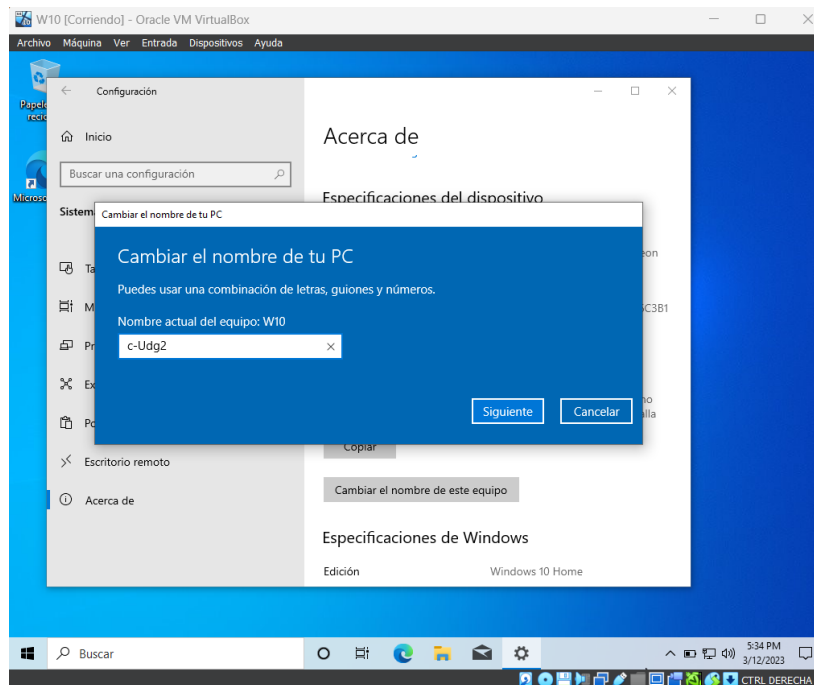 W10 [Corriendo] - Oracle VM VirtualBox
Archivo Máquina Ver Entrada Dispositivos Ayuda
Configuración
Inicio
Acerca de
Buscar una configuración
Especificaciones del dispositivo
Cambiar el nombre de tu PC
Cambiar el nombre de tu PC
Puedes usar una combinación de letras, guiones y números.
Nombre actual del equipo: W10
c-Udg2
Siguiente
Cancelar
Copiar
Escritorio remoto
Cambiar el nombre de este equipo
Acerca de
Especificaciones de Windows
Edición Windows 10 Home
Buscar
5:34 PM
3/12/2023
CTRL DERECHA